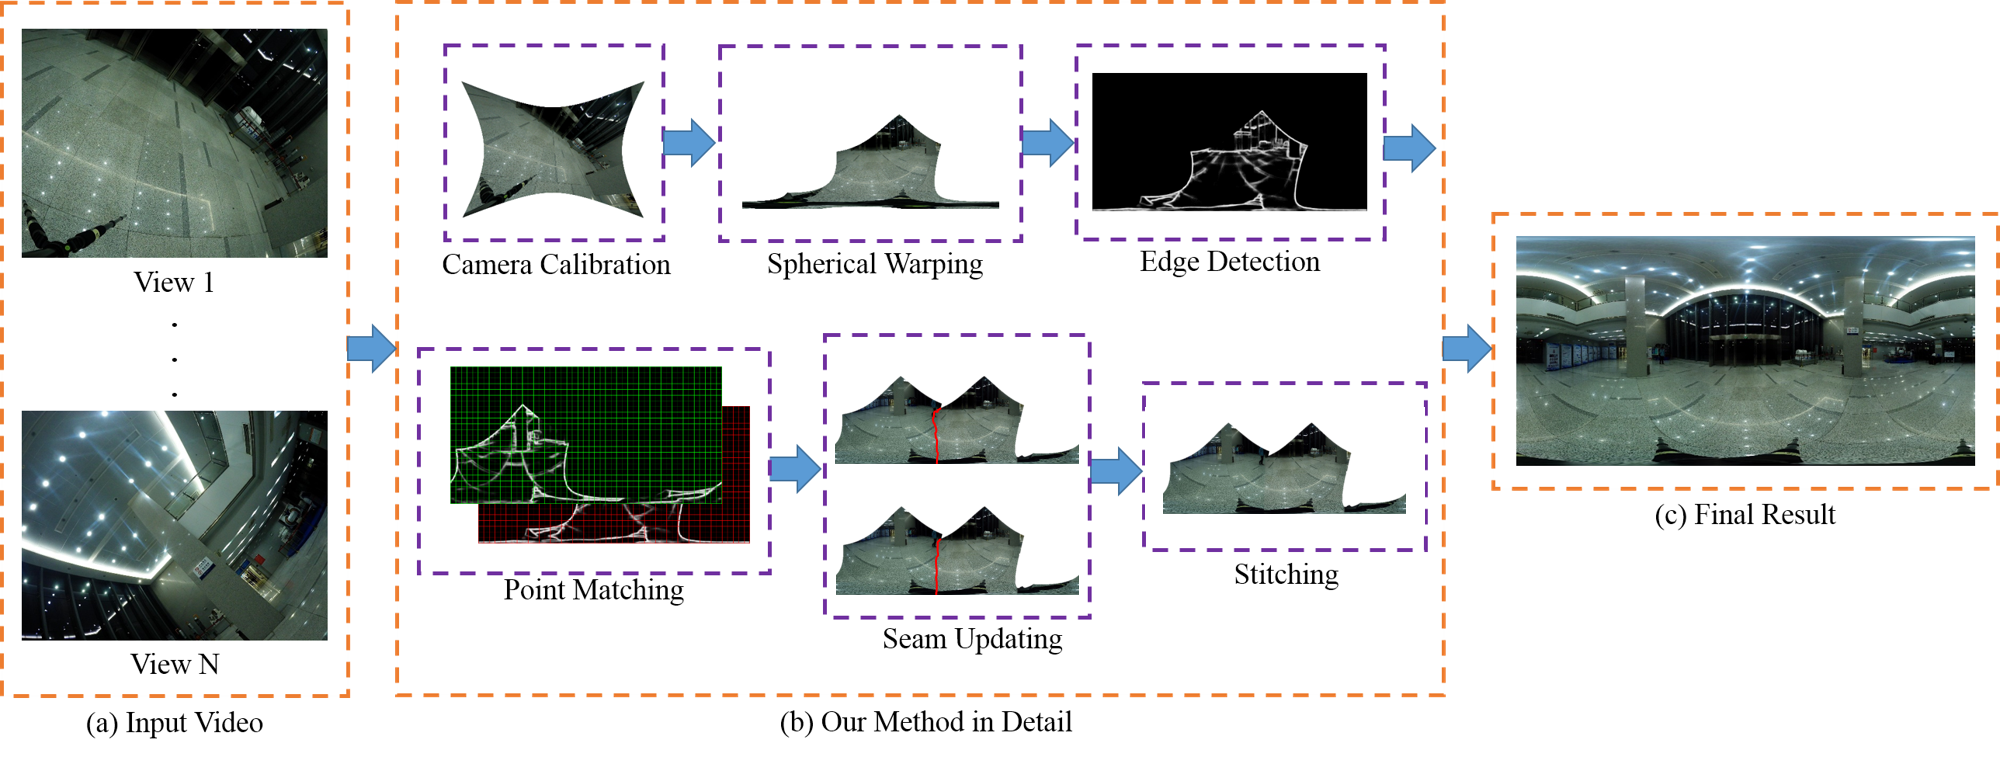 View 1
View N
(a) Input Video
Camera Calibration
Spherical Warping
Edge Detection
Point Matching
Seam Updating
Stitching
(b) Our Method in Detail
(c) Final Result